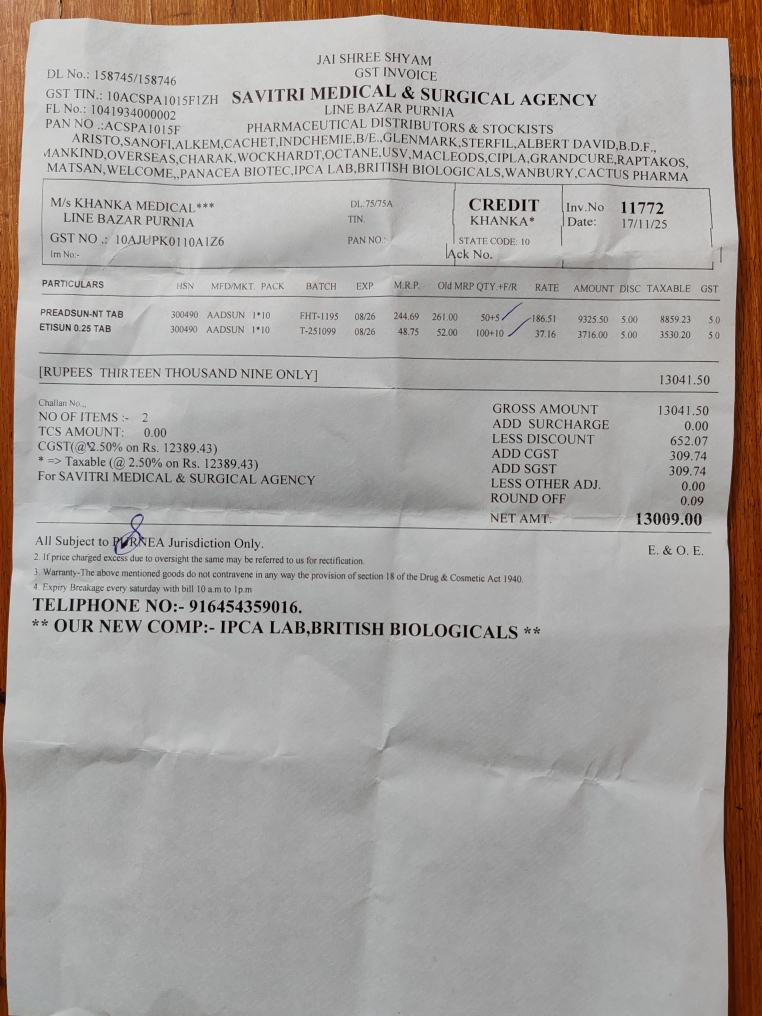 JAI SHREE SHYAM
GST INVOICE
DL No.: 158745/158746
GST TIN.: 10ACSPA1015F1ZH SAVITRI MEDICAL & SURGICAL AGENCY
FL No.: 1041934000002 LINE BAZAR PURNIA
PAN NO .:ACSPA1015F PHARMACEUTICAL DISTRIBUTORS & STOCKISTS
ARISTO,SANOFI,ALKEM,CACHET,INDCHEMIE,B/E.,GLENMARK,STERFIL,ALBERT DAVID,B.D.F.,
MANKIND,OVERSEAS,CHARAK,WOCKHARDT,OCTANE,USV,MACLEODS,CIPLA,GRANDCURE,RAPTAKOS,
MATSAN,WELCOME,,PANACEA BIOTEC,IPCA LAB,BRITISH BIOLOGICALS,WANBURY,CACTUS PHARMA
M/s KHANKA MEDICAL*** DL:75/75A CREDIT Inv.No 11772
LINE BAZAR PURNIA TIN. KHANKA* Date: 17/11/25
GST NO .: 10AJUPK0110A1Z6 PAN NO.: STATE CODE: 10
Im No:- Ack No.
PARTICULARS HSN MFD/MKT. PACK BATCH EXP M.R.P. Old MRP QTY.+F/R RATE AMOUNT DISC TAXABLE GST
PREADSUN-NT TAB 300490 AADSUN 1*10 FHT-1195 08/26 244.69 261.00 50+5 186.51 9325.50 5.00 8859.23 5.0
ETISUN 0.25 TAB 300490 AADSUN 1*10 T-251099 08/26 48.75 52.00 100+10 37.16 3716.00 5.00 3530.20 5.0
[RUPEES THIRTEEN THOUSAND NINE ONLY] 13041.50
Challan No.,,
NO OF ITEMS :- 2
TCS AMOUNT: 0.00
CGST(@2.50% on Rs. 12389.43)
* => Taxable (@ 2.50% on Rs. 12389.43)
For SAVITRI MEDICAL & SURGICAL AGENCY
GROSS AMOUNT 13041.50
ADD SURCHARGE 0.00
LESS DISCOUNT 652.07
ADD CGST 309.74
ADD SGST 309.74
LESS OTHER ADJ. 0.00
ROUND OFF 0.09
NET AMT. 13009.00
All Subject to PURNEA Jurisdiction Only. E. & O. E.
2. If price charged excess due to oversight the same may be referred to us for rectification.
3. Warranty-The above mentioned goods do not contravene in any way the provision of section 18 of the Drug & Cosmetic Act 1940.
4. Expiry Breakage every saturday with bill 10 a.m to 1p.m
TELIPHONE NO:- 916454359016.
** OUR NEW COMP:- IPCA LAB,BRITISH BIOLOGICALS **